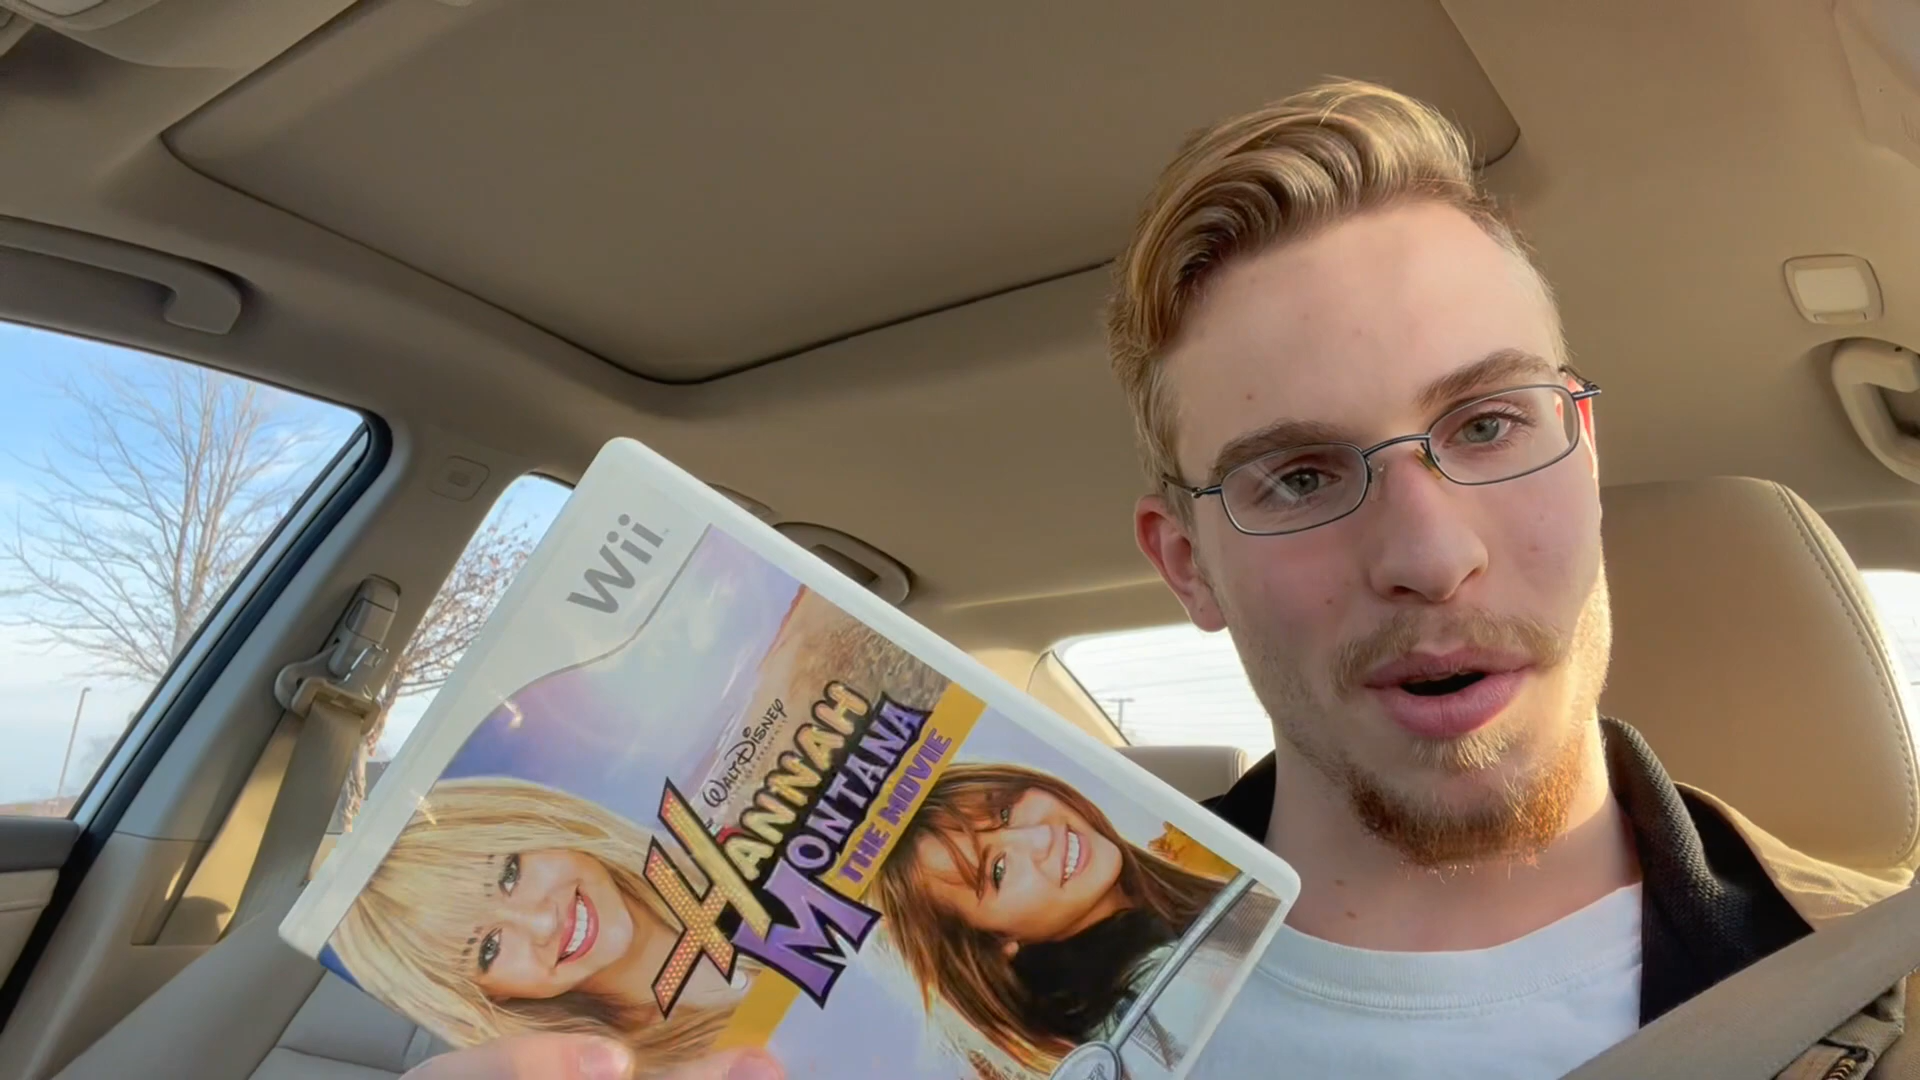 Wii
WALT DISNEY
HANNAH
MONTANA
THE MOVIE